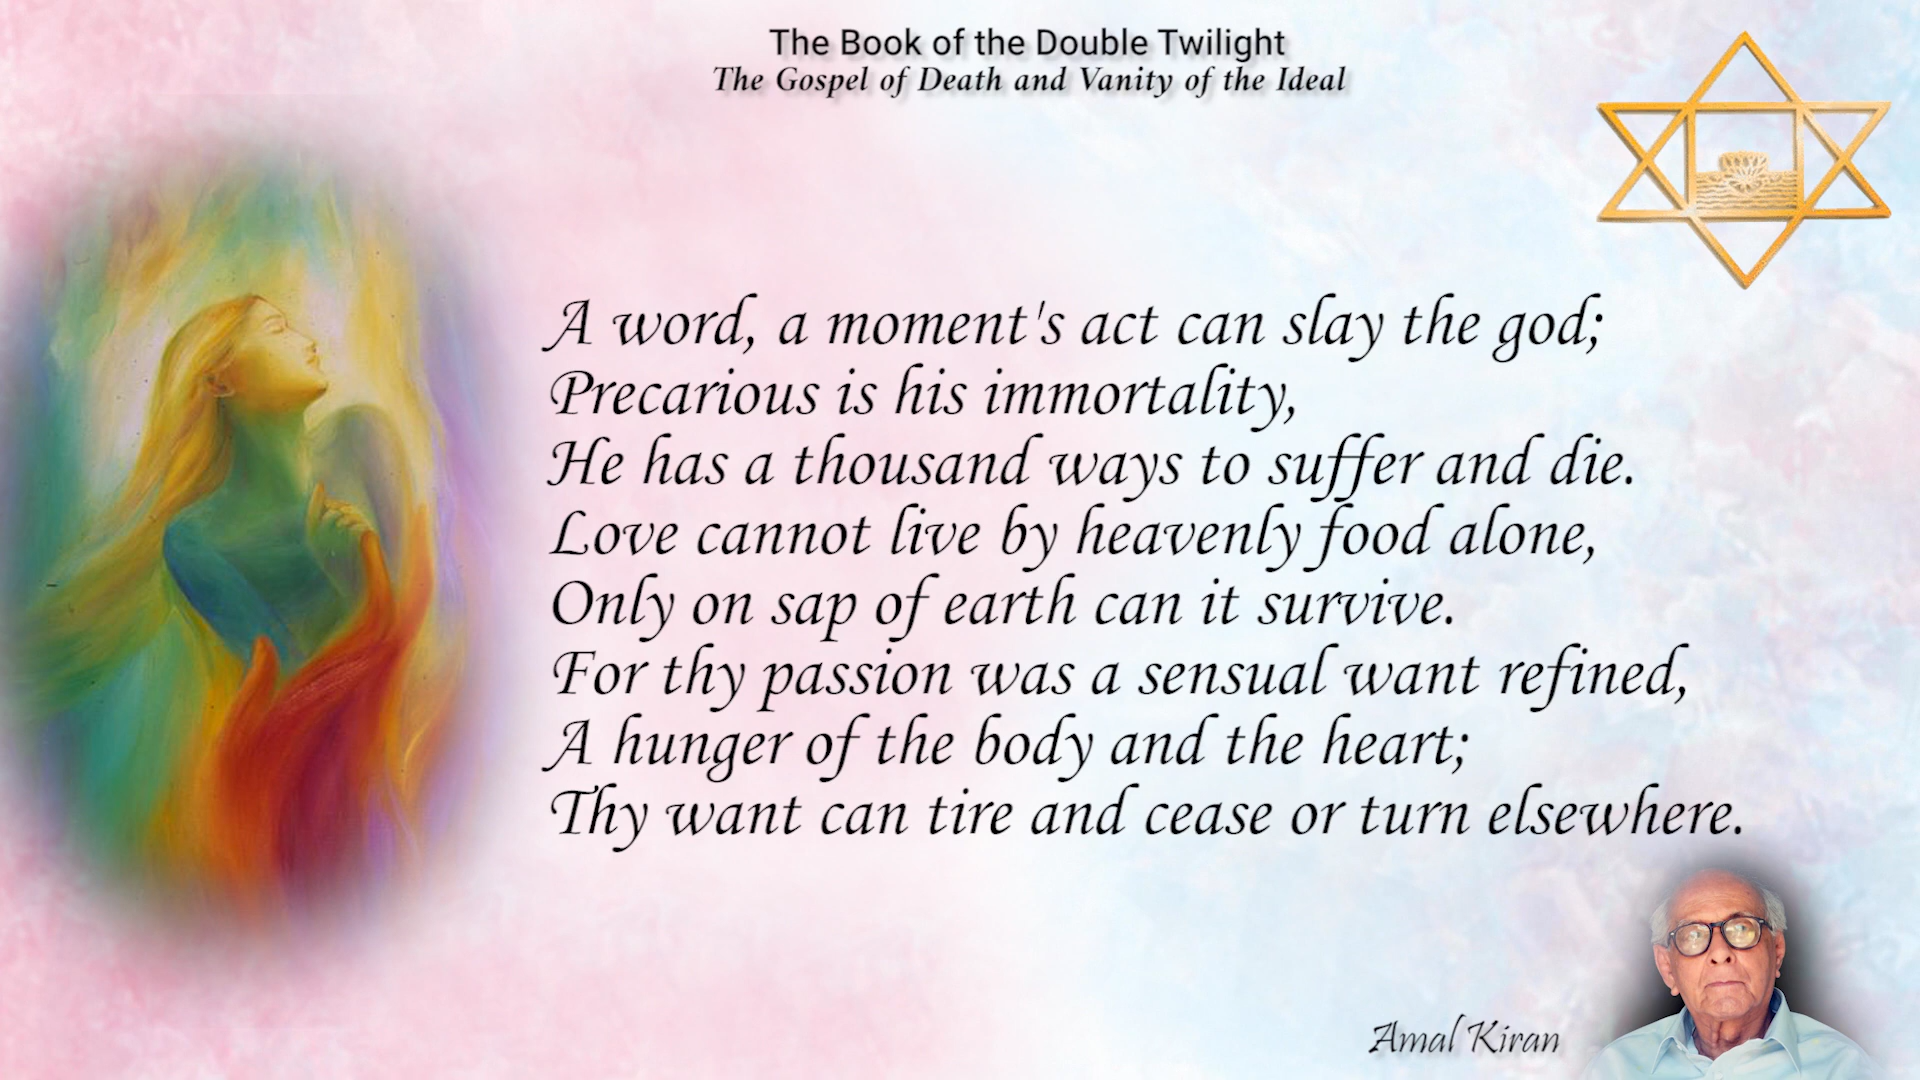 The Book of the Double Twilight
The Gospel of Death and Vanity of the Ideal
A word, a moment's act can slay the god;
Precarious is his immortality,
He has a thousand ways to suffer and die.
Love cannot live by heavenly food alone,
Only on sap of earth can it survive.
For thy passion was a sensual want refined,
A hunger of the body and the heart;
Thy want can tire and cease or turn elsewhere.
Amal Kiran